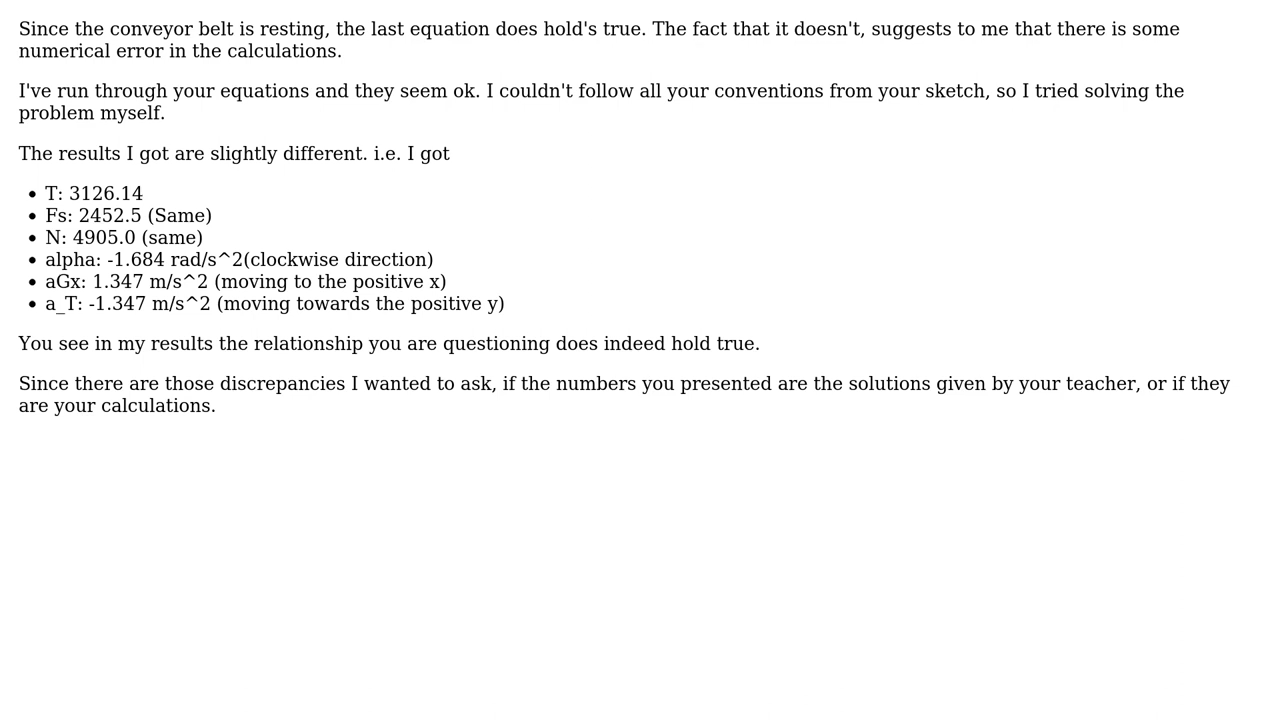 Since the conveyor belt is resting, the last equation does hold's true. The fact that it doesn't, suggests to me that there is some
numerical error in the calculations.
I've run through your equations and they seem ok. I couldn't follow all your conventions from your sketch, so I tried solving the
problem myself.
The results I got are slightly different. i.e. I got
• T: 3126.14
• Fs: 2452.5 (Same)
• N: 4905.0 (same)
• alpha: -1.684 rad/s^2(clockwise direction)
• aGx: 1.347 m/s^2 (moving to the positive x)
• a_T: -1.347 m/s^2 (moving towards the positive y)
You see in my results the relationship you are questioning does indeed hold true.
Since there are those discrepancies I wanted to ask, if the numbers you presented are the solutions given by your teacher, or if they
are your calculations.